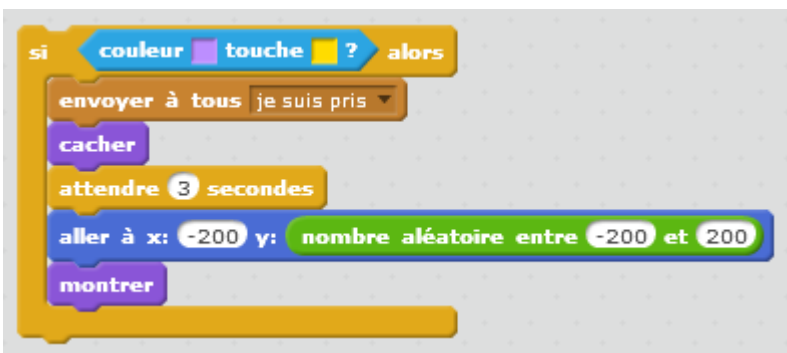 si couleur touche ? alors
envoyer à tous je suis pris
cacher
attendre 3 secondes
aller à x: -200 y: nombre aléatoire entre -200 et 200
montrer